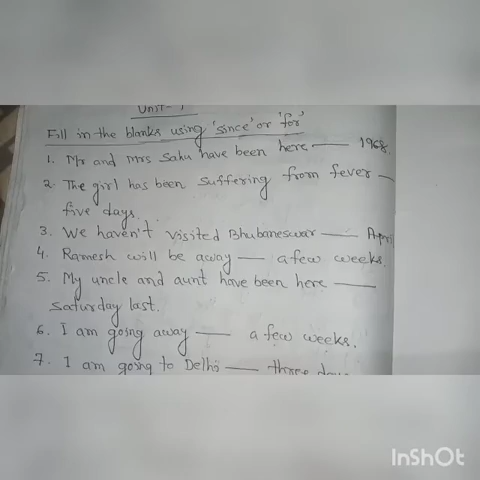 Unit-1
Fill in the blanks using 'since' or 'for'
1. Mr and Mrs Sahu have been here — 1968.
2. The girl has been suffering from fever —
five days.
3. We haven't visited Bhubaneswar — April
4. Ramesh will be away — a few weeks.
5. My uncle and aunt have been here —
Saturday last.
6. I am going away — a few weeks.
7. I am going to Delhi — three days
InShOt